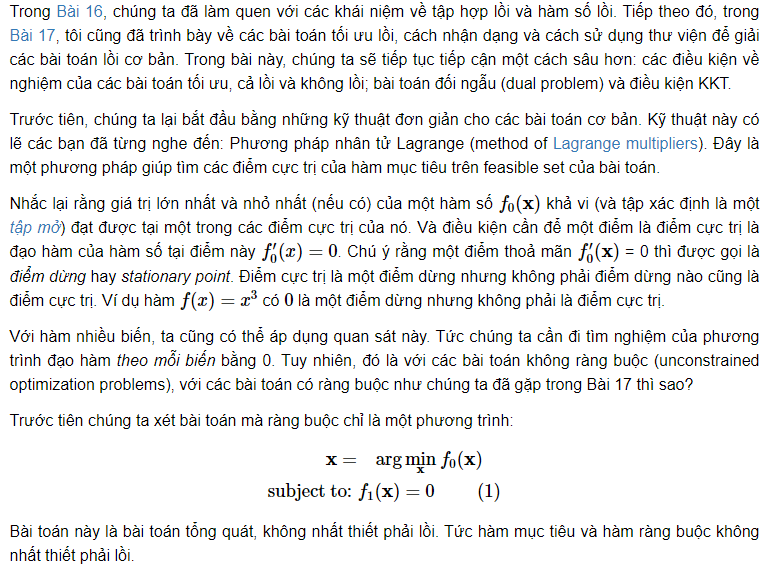 Trong Bài 16, chúng ta đã làm quen với các khái niệm về tập hợp lồi và hàm số lồi. Tiếp theo đó, trong
Bài 17, tôi cũng đã trình bày về các bài toán tối ưu lồi, cách nhận dạng và cách sử dụng thư viện để giải
các bài toán lồi cơ bản. Trong bài này, chúng ta sẽ tiếp tục tiếp cận một cách sâu hơn: các điều kiện về
nghiệm của các bài toán tối ưu, cả lồi và không lồi; bài toán đối ngẫu (dual problem) và điều kiện KKT.
Trước tiên, chúng ta lại bắt đầu bằng những kỹ thuật đơn giản cho các bài toán cơ bản. Kỹ thuật này có
lẽ các bạn đã từng nghe đến: Phương pháp nhân tử Lagrange (method of Lagrange multipliers). Đây là
một phương pháp giúp tìm các điểm cực trị của hàm mục tiêu trên feasible set của bài toán.
Nhắc lại rằng giá trị lớn nhất và nhỏ nhất (nếu có) của một hàm số f₀(x) khả vi (và tập xác định là một
tập mở) đạt được tại một trong các điểm cực trị của nó. Và điều kiện cần để một điểm là điểm cực trị là
đạo hàm của hàm số tại điểm này f₀′(x) = 0. Chú ý rằng một điểm thoả mãn f₀′(x) = 0 thì được gọi là
điểm dừng hay stationary point. Điểm cực trị là một điểm dừng nhưng không phải điểm dừng nào cũng là
điểm cực trị. Ví dụ hàm f(x) = x³ có 0 là một điểm dừng nhưng không phải là điểm cực trị.
Với hàm nhiều biến, ta cũng có thể áp dụng quan sát này. Tức chúng ta cần đi tìm nghiệm của phương
trình đạo hàm theo mỗi biến bằng 0. Tuy nhiên, đó là với các bài toán không ràng buộc (unconstrained
optimization problems), với các bài toán có ràng buộc như chúng ta đã gặp trong Bài 17 thì sao?
Trước tiên chúng ta xét bài toán mà ràng buộc chỉ là một phương trình:
x = arg min f₀(x)
x
subject to: f₁(x) = 0 (1)
Bài toán này là bài toán tổng quát, không nhất thiết phải lồi. Tức hàm mục tiêu và hàm ràng buộc không
nhất thiết phải lồi.